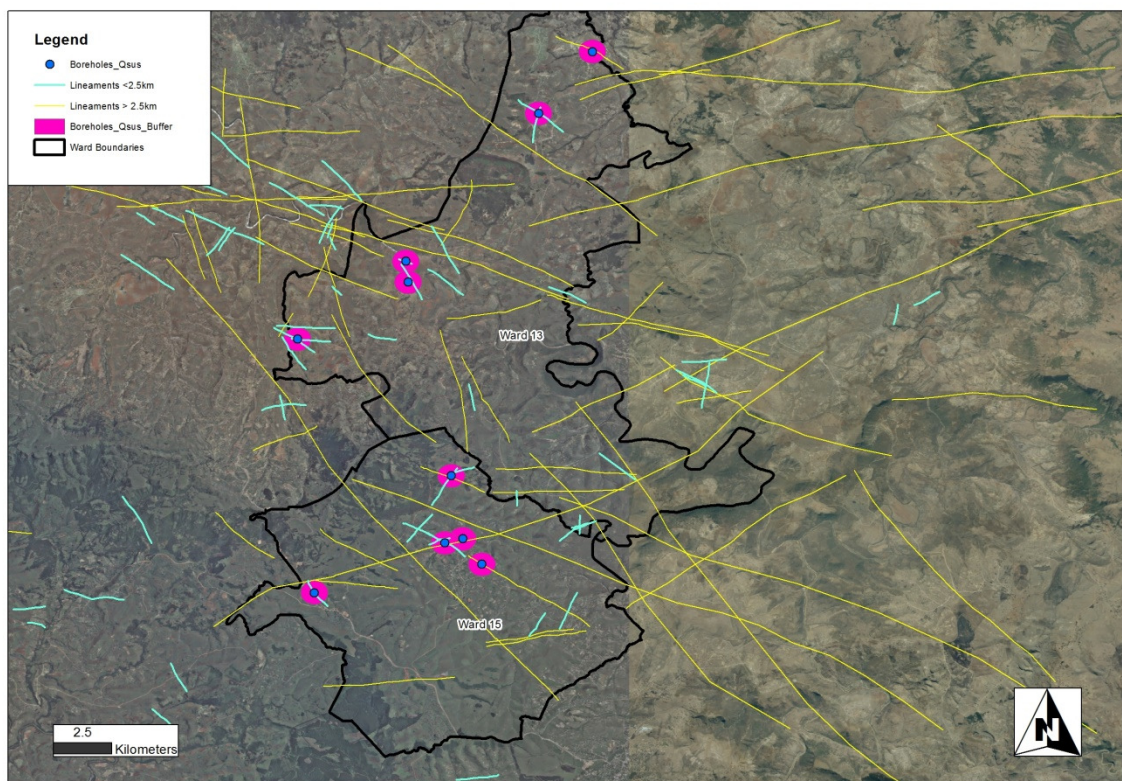 Legend
Boreholes_Qsus
Lineaments <2.5km
Lineaments > 2.5km
Boreholes_Qsus_Buffer
Ward Boundaries
Ward 13
Ward 15
2.5
Kilometers
N